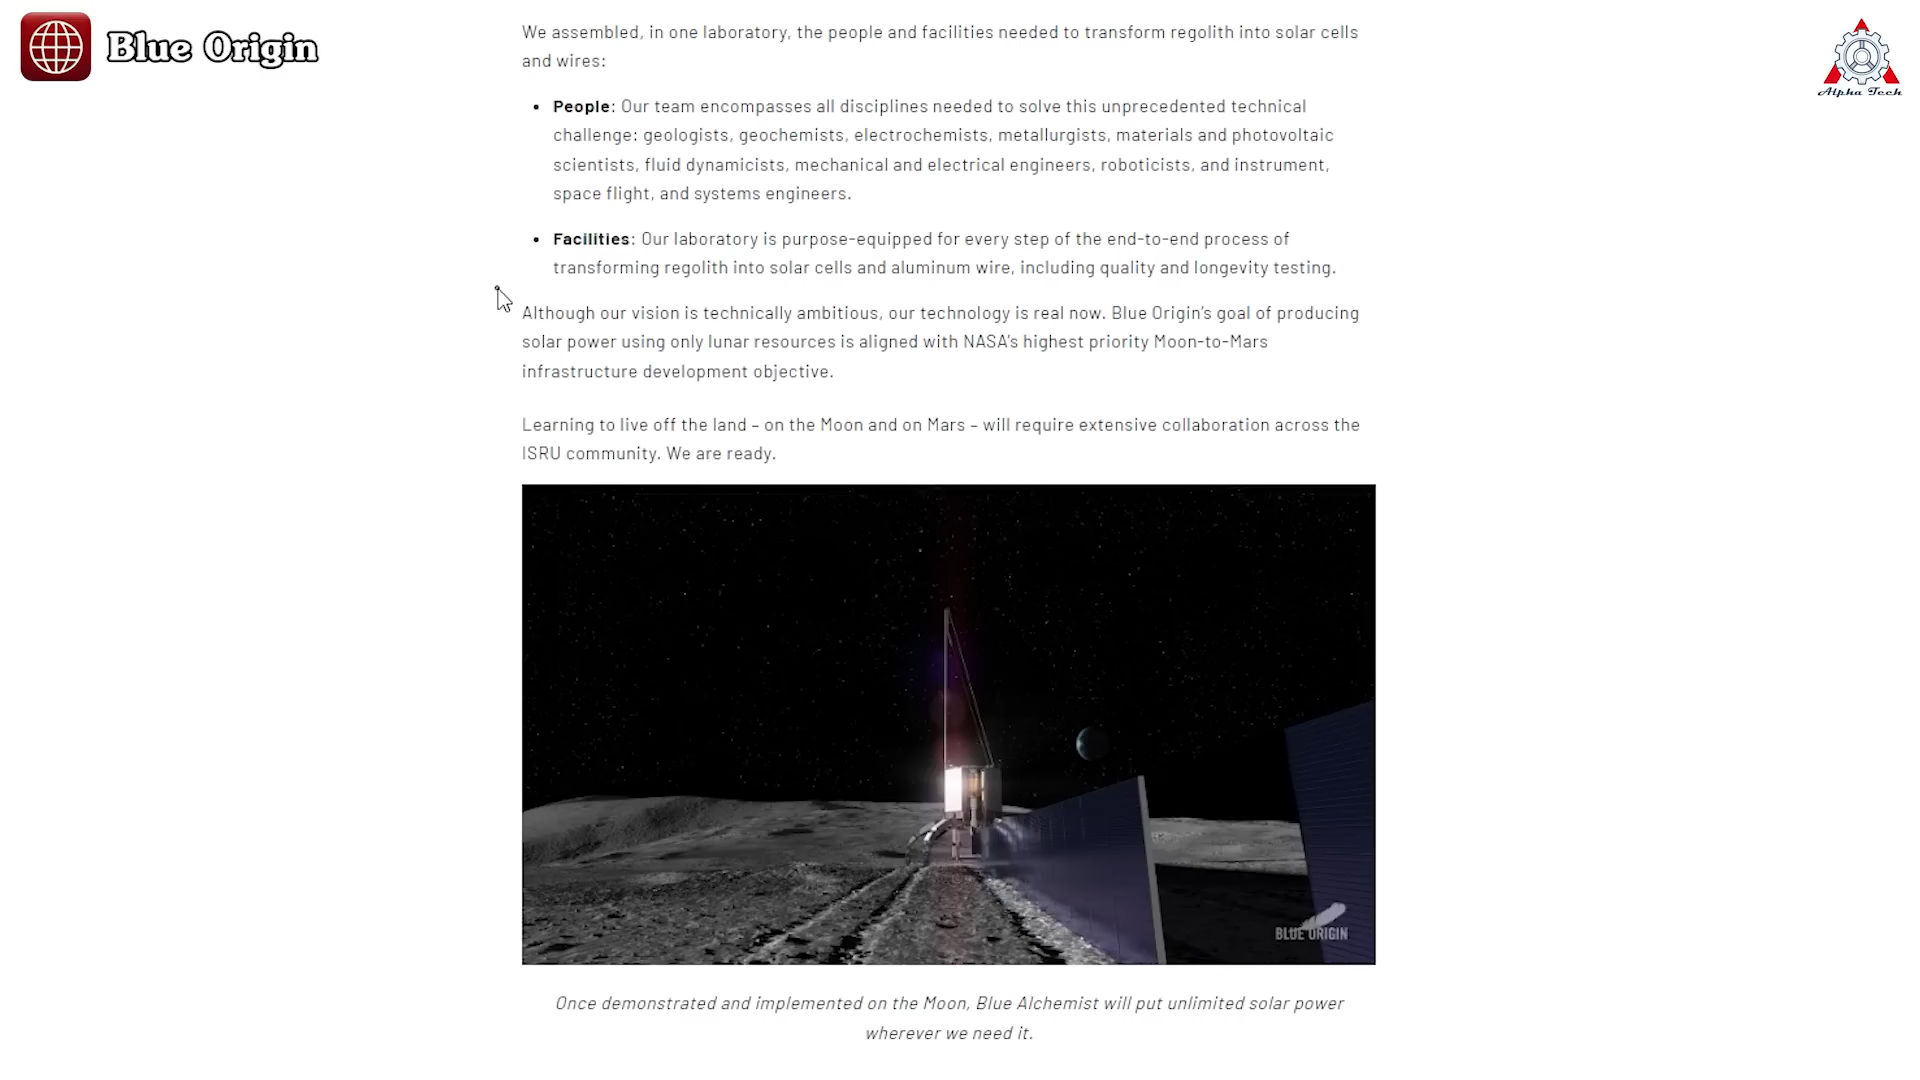 Blue Origin
Alpha Tech
We assembled, in one laboratory, the people and facilities needed to transform regolith into solar cells
and wires:
• People: Our team encompasses all disciplines needed to solve this unprecedented technical
challenge: geologists, geochemists, electrochemists, metallurgists, materials and photovoltaic
scientists, fluid dynamicists, mechanical and electrical engineers, roboticists, and instrument,
space flight, and systems engineers.
• Facilities: Our laboratory is purpose-equipped for every step of the end-to-end process of
transforming regolith into solar cells and aluminum wire, including quality and longevity testing.
Although our vision is technically ambitious, our technology is real now. Blue Origin’s goal of producing
solar power using only lunar resources is aligned with NASA’s highest priority Moon-to-Mars
infrastructure development objective.
Learning to live off the land – on the Moon and on Mars – will require extensive collaboration across the
ISRU community. We are ready.
BLUE ORIGIN
Once demonstrated and implemented on the Moon, Blue Alchemist will put unlimited solar power
wherever we need it.